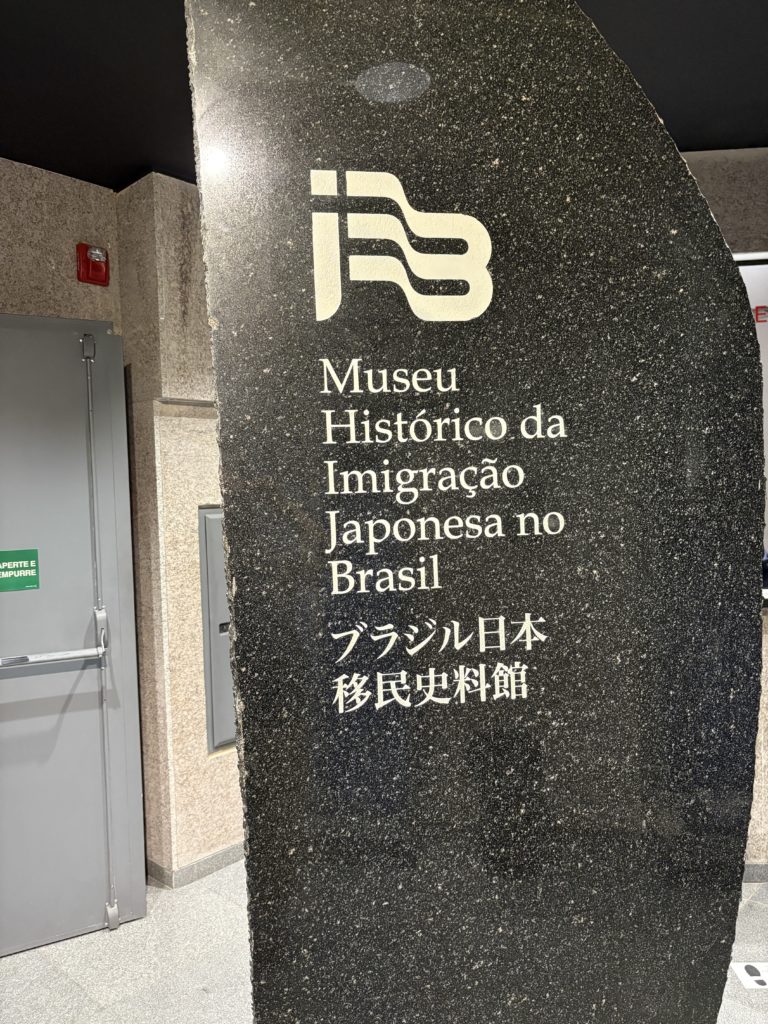 Museu
Histórico da
Imigração
Japonesa no
Brasil
ブラジル日本
移民史料館
APERTE E
EMPURRE